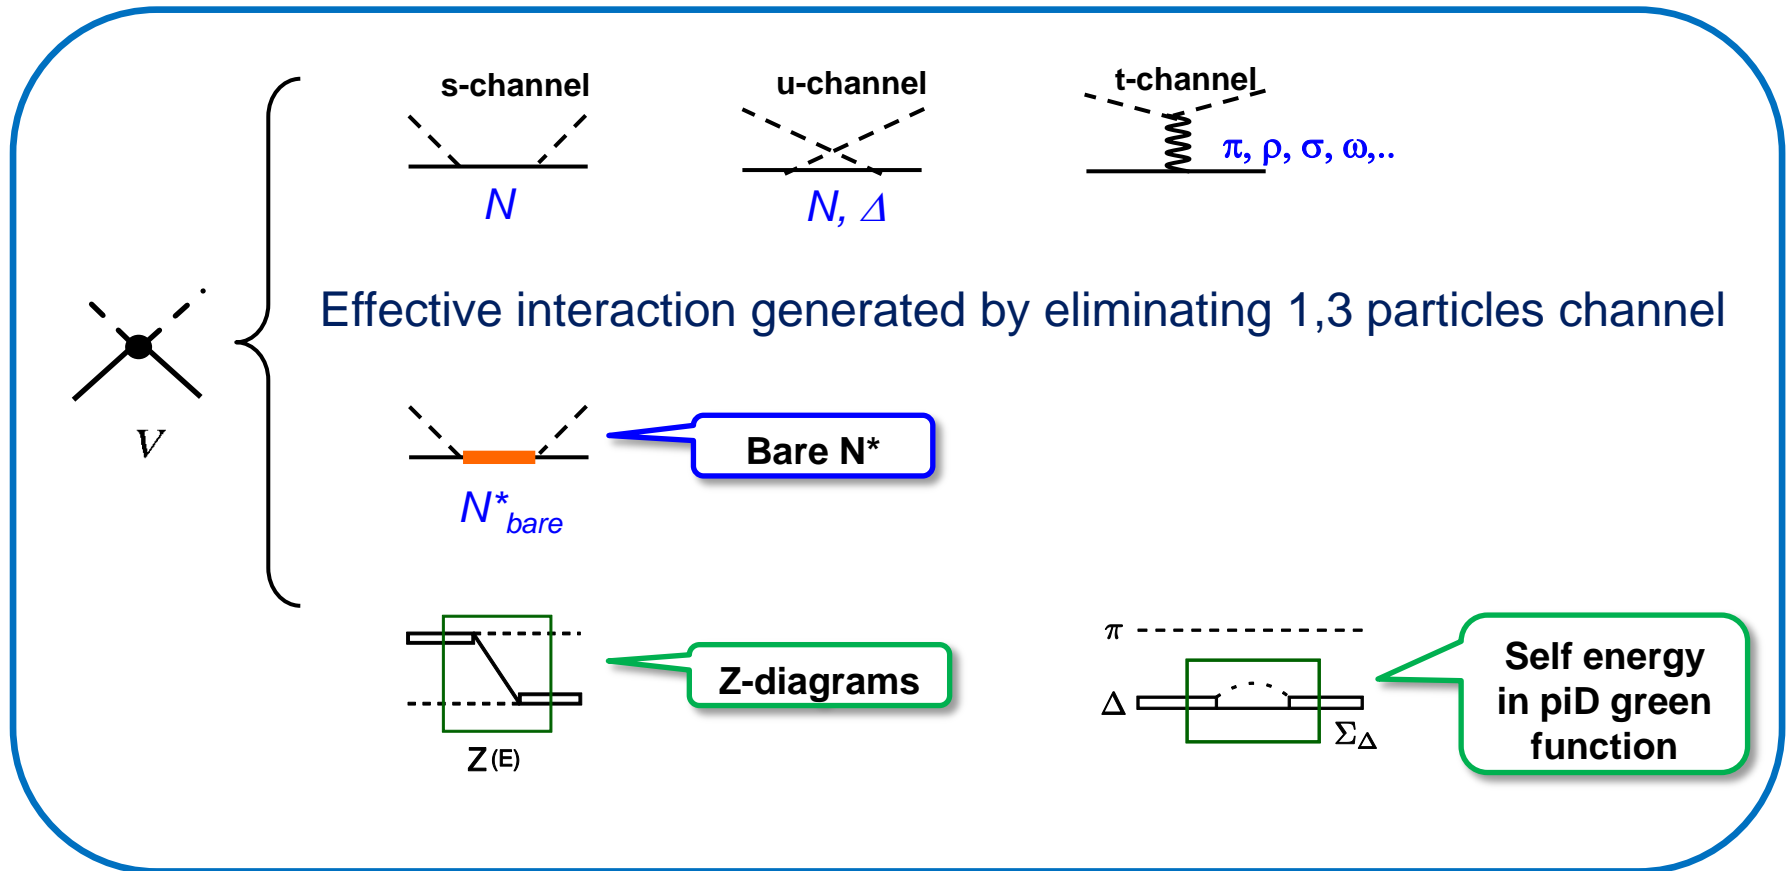 s-channel
u-channel
t-channel
π, ρ, σ, ω,..
N
N, Δ
Effective interaction generated by eliminating 1,3 particles channel
V
Bare N*
N*bare
π
Self energy
in piD green
function
Z-diagrams
Δ
ΣΔ
Z(E)